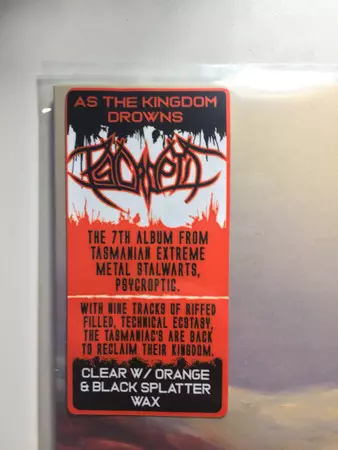 AS THE KINGDOM
DROWNS
PSYCROPTIC
THE 7TH ALBUM FROM
TASMANIAN EXTREME
METAL STALWARTS,
PSYCROPTIC.
WITH NINE TRACKS OF RIFFED
FILLED, TECHNICAL ECSTASY,
THE TASMANIAC'S ARE BACK
TO RECLAIM THEIR KINGDOM.
CLEAR W/ ORANGE
& BLACK SPLATTER
WAX